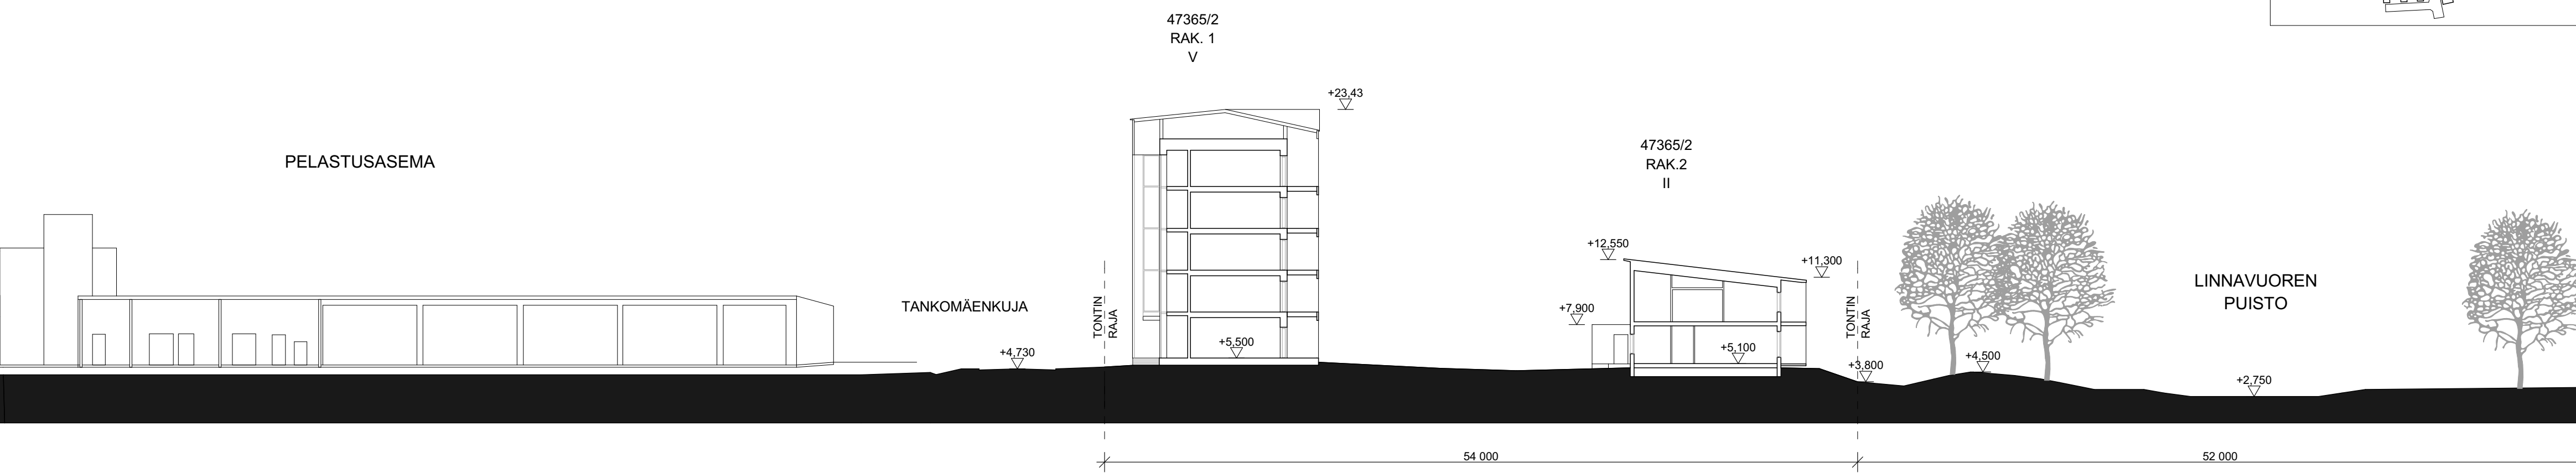 47365/2
RAK. 1
V
+23,43
PELASTUSASEMA
47365/2
RAK.2
II
+12,550
+11,300
LINNAVUOREN
PUISTO
TANKOMÄENKUJA
TONTIN
RAJA
+7,900
TONTIN
RAJA
+5,500
+4,730
+5,100
+3,800
+4,500
+2,750
54 000
52 000